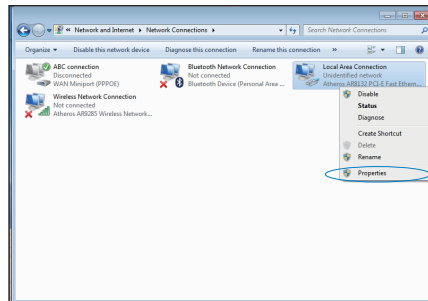 « Network and Internet ▸ Network Connections ▸
Search Network Connections
Organize
Disable this network device
Diagnose this connection
Rename this connection
»
ABC connection
Disconnected
WAN Miniport (PPPOE)
Bluetooth Network Connection
Not connected
Bluetooth Device (Personal Area ...
Local Area Connection
Unidentified network
Atheros AR8132 PCI-E Fast Ethern...
Wireless Network Connection
Not connected
Atheros AR9285 Wireless Network...
Disable
Status
Diagnose
Create Shortcut
Delete
Rename
Properties